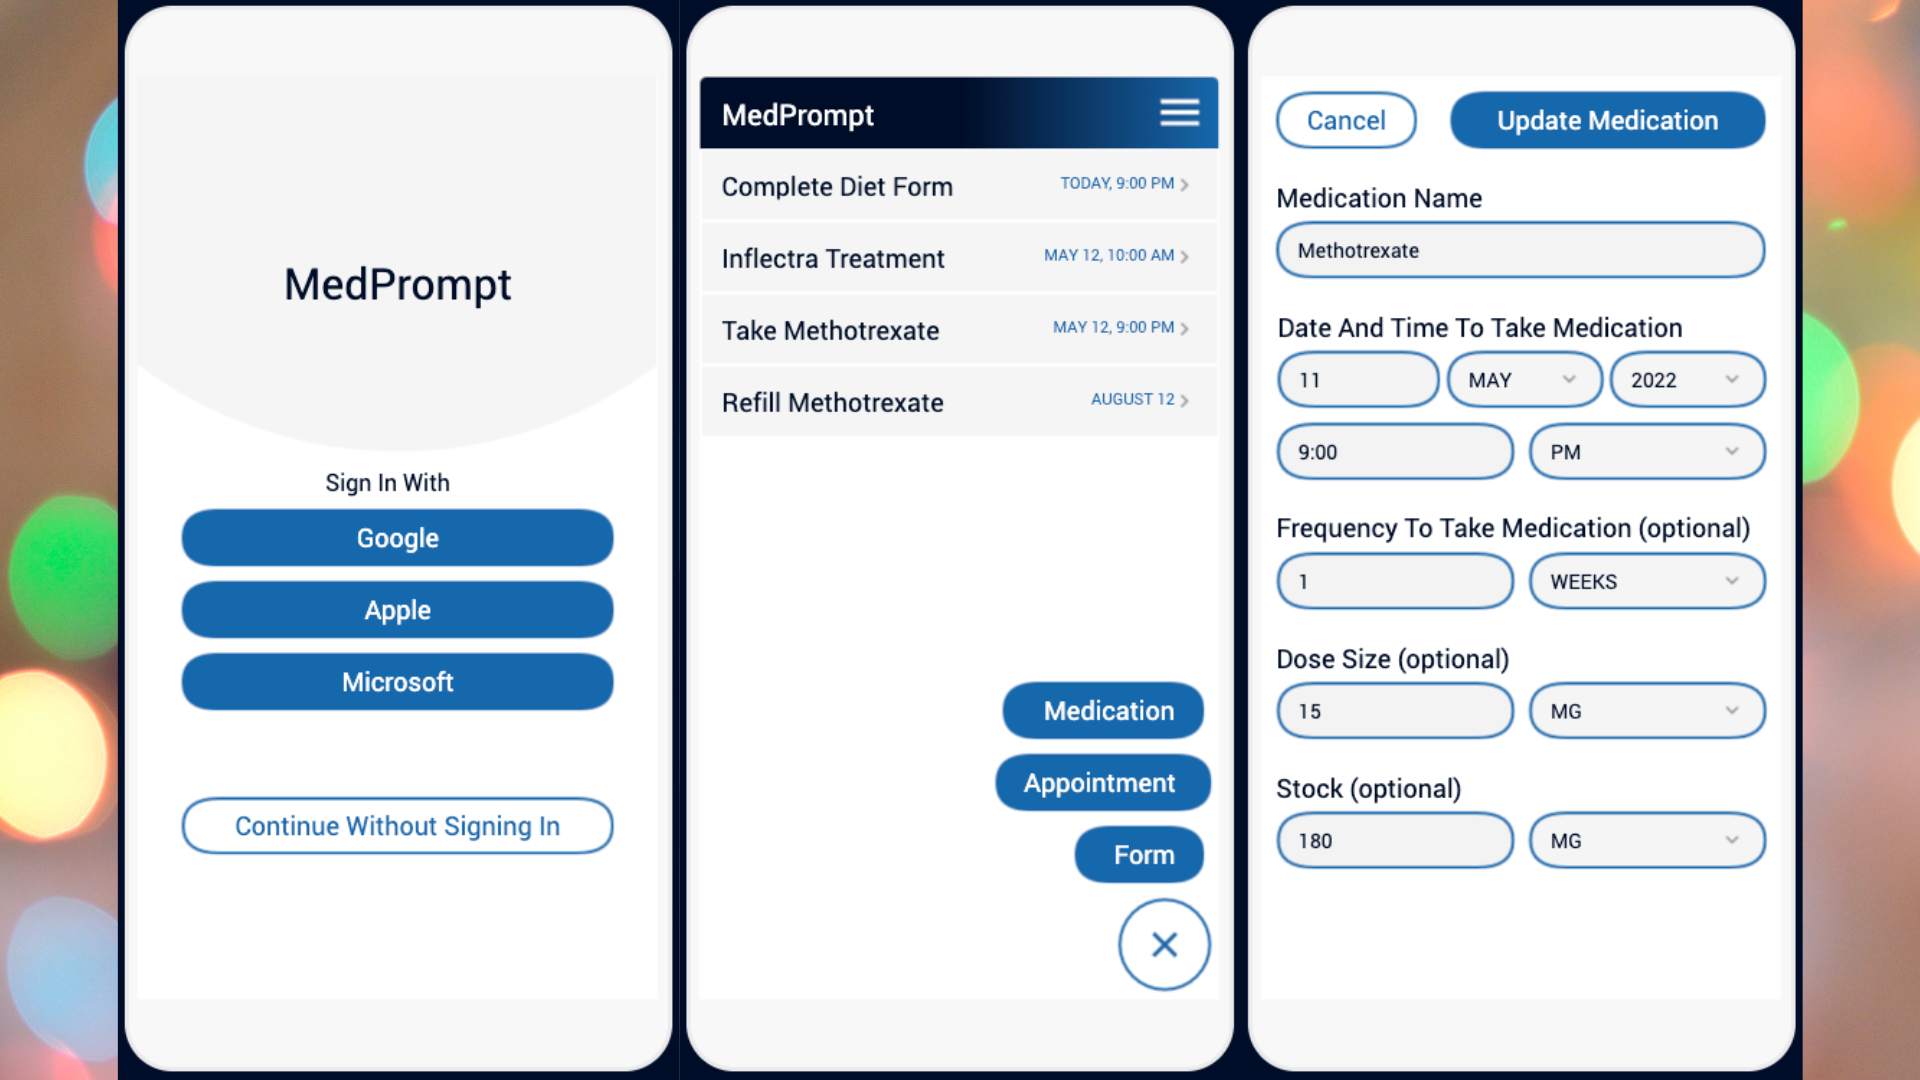 MedPrompt
Sign In With
Google
Apple
Microsoft
Continue Without Signing In
MedPrompt
Complete Diet Form TODAY, 9:00 PM
Inflectra Treatment MAY 12, 10:00 AM
Take Methotrexate MAY 12, 9:00 PM
Refill Methotrexate AUGUST 12
Medication
Appointment
Form
Cancel Update Medication
Medication Name
Methotrexate
Date And Time To Take Medication
11 MAY 2022
9:00 PM
Frequency To Take Medication (optional)
1 WEEKS
Dose Size (optional)
15 MG
Stock (optional)
180 MG